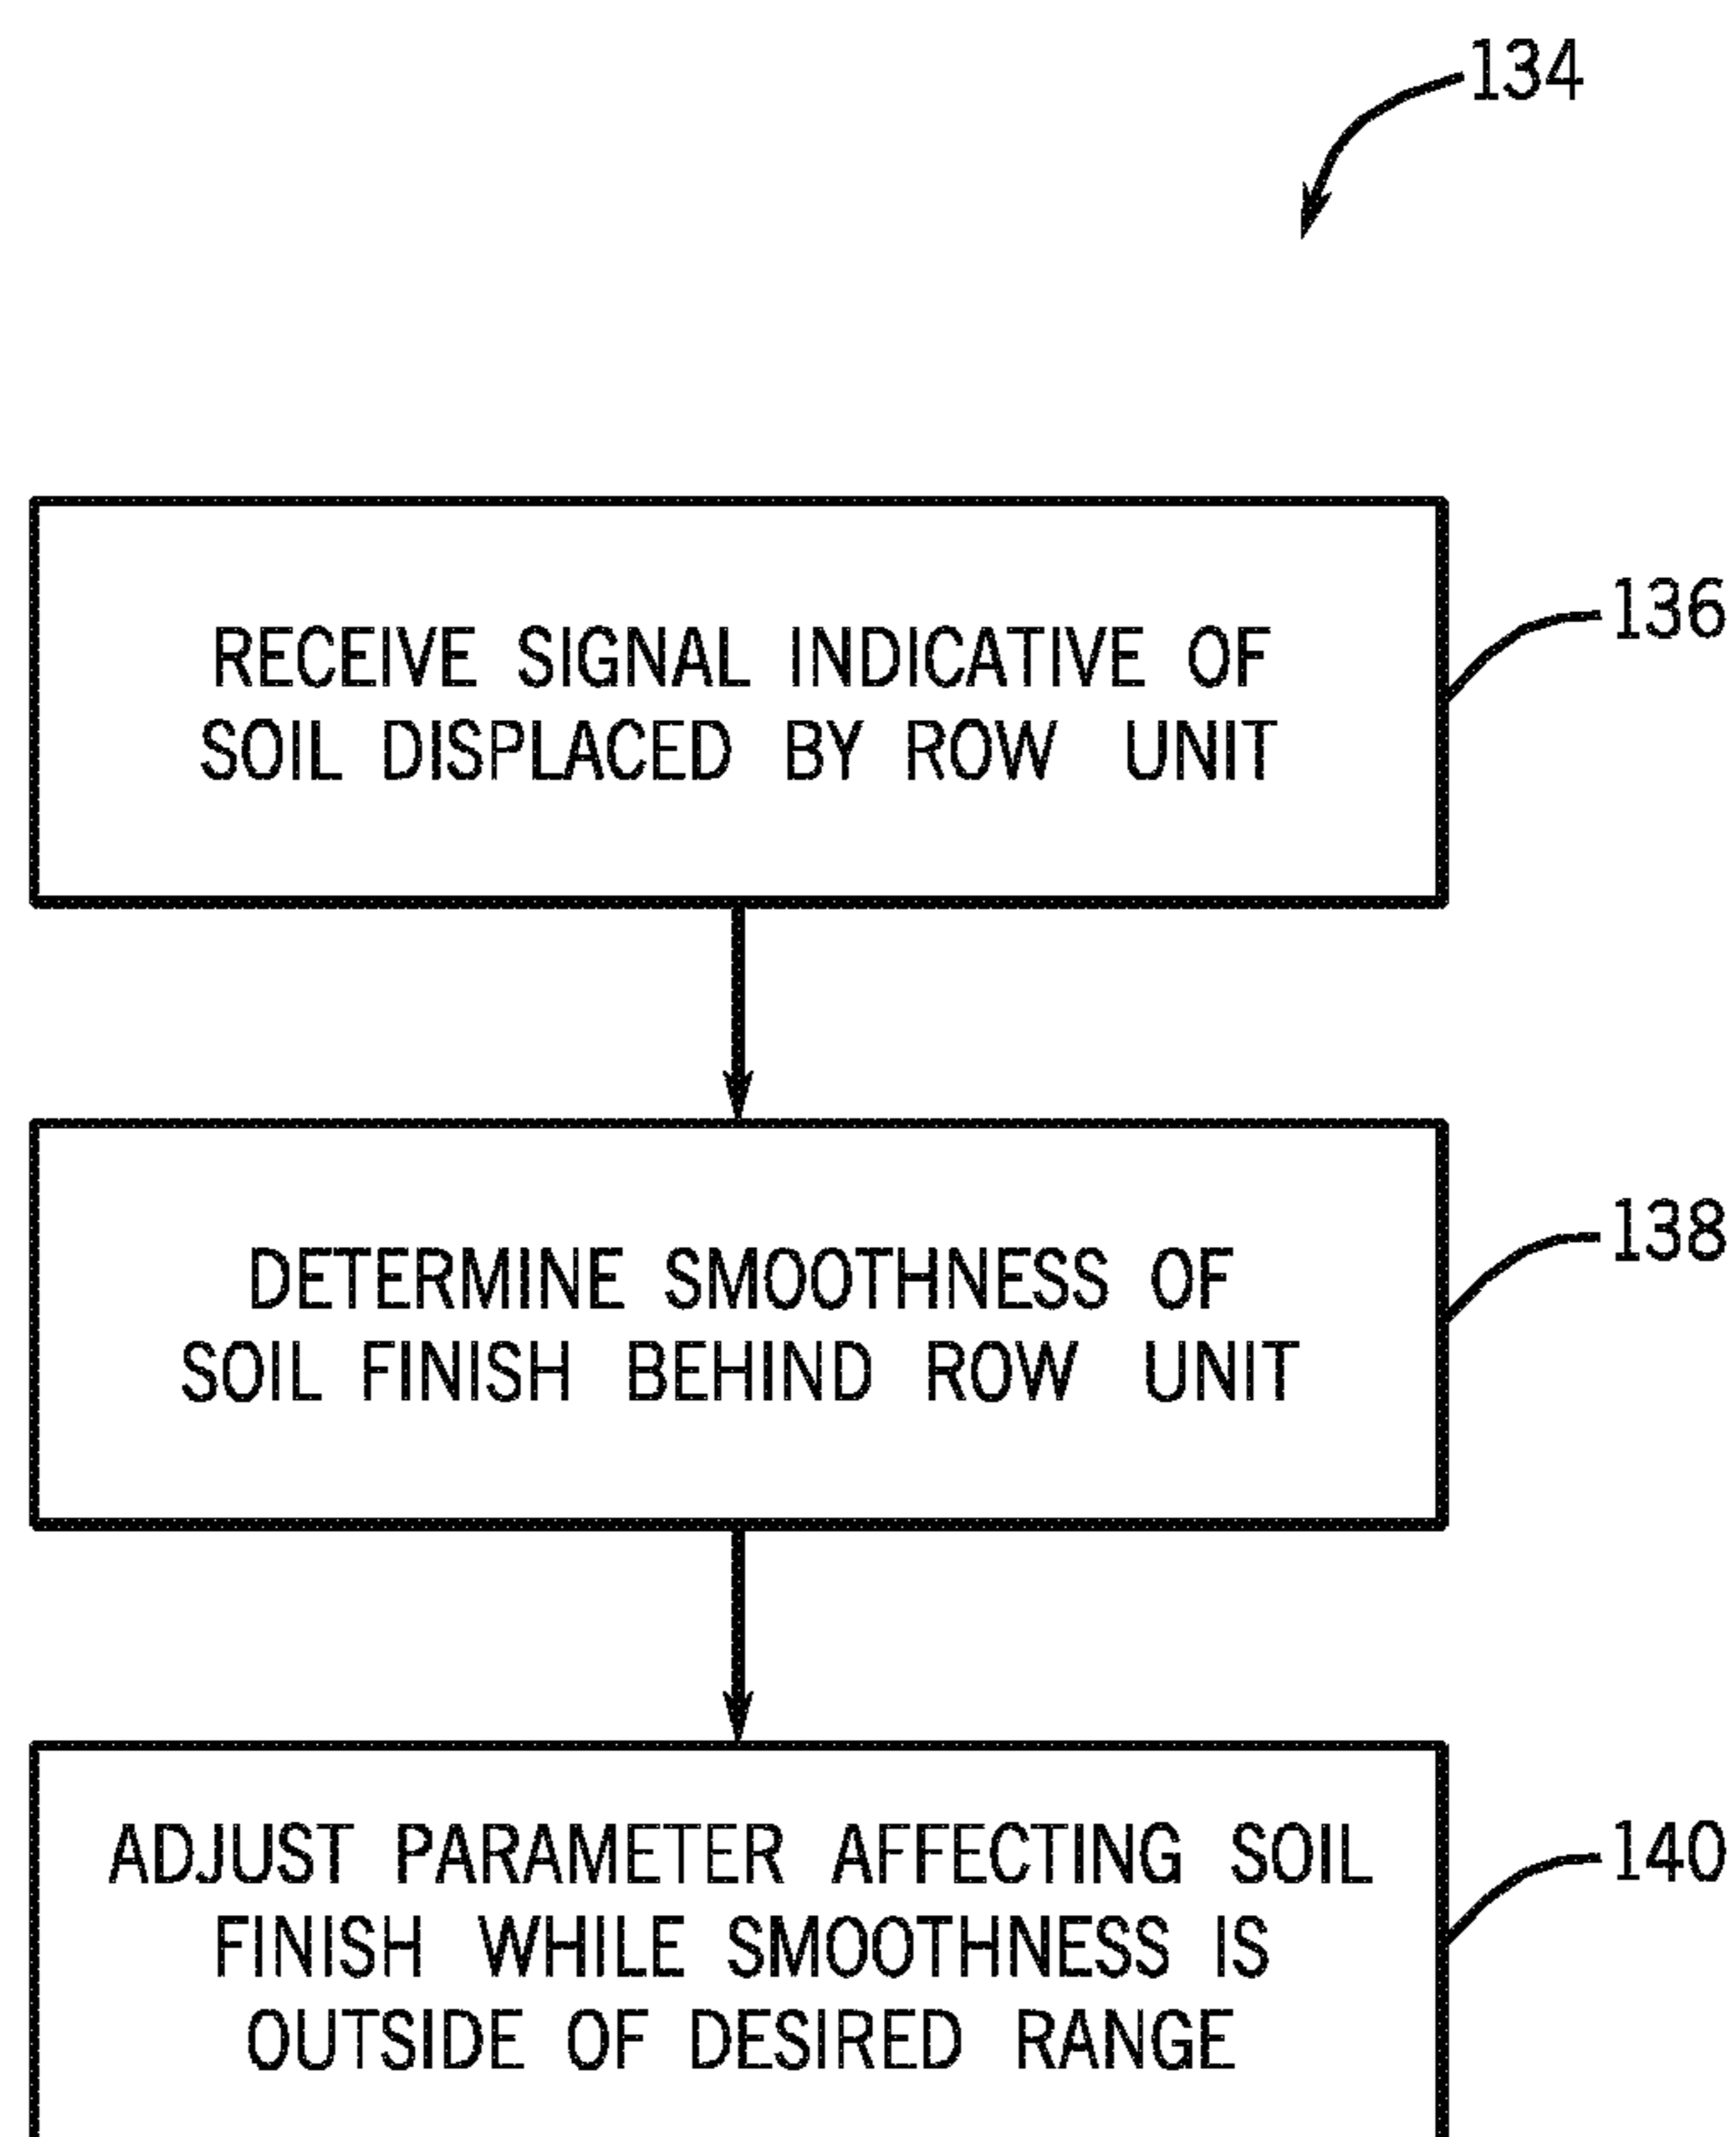 134
RECEIVE SIGNAL INDICATIVE OF
SOIL DISPLACED BY ROW UNIT
136
DETERMINE SMOOTHNESS OF
SOIL FINISH BEHIND ROW UNIT
138
ADJUST PARAMETER AFFECTING SOIL
FINISH WHILE SMOOTHNESS IS
OUTSIDE OF DESIRED RANGE
140